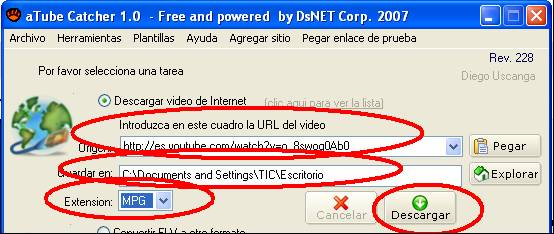 aTube Catcher 1.0 - Free and powered by DsNET Corp. 2007
Archivo Herramientas Plantillas Ayuda Agregar sitio Pegar enlace de prueba
Rev. 228
Por favor selecciona una tarea
Diego Uscanga
Descargar video de Internet (clic aqui para ver la lista)
Introduzca en este cuadro la URL del video
Origen: http://es.youtube.com/watch?v=o_8swog0Ab0 Pegar
Guardar en: C:\Documents and Settings\TIC\Escritorio Explorar
Extension: MPG Cancelar Descargar
Convertir FLV a otro formato